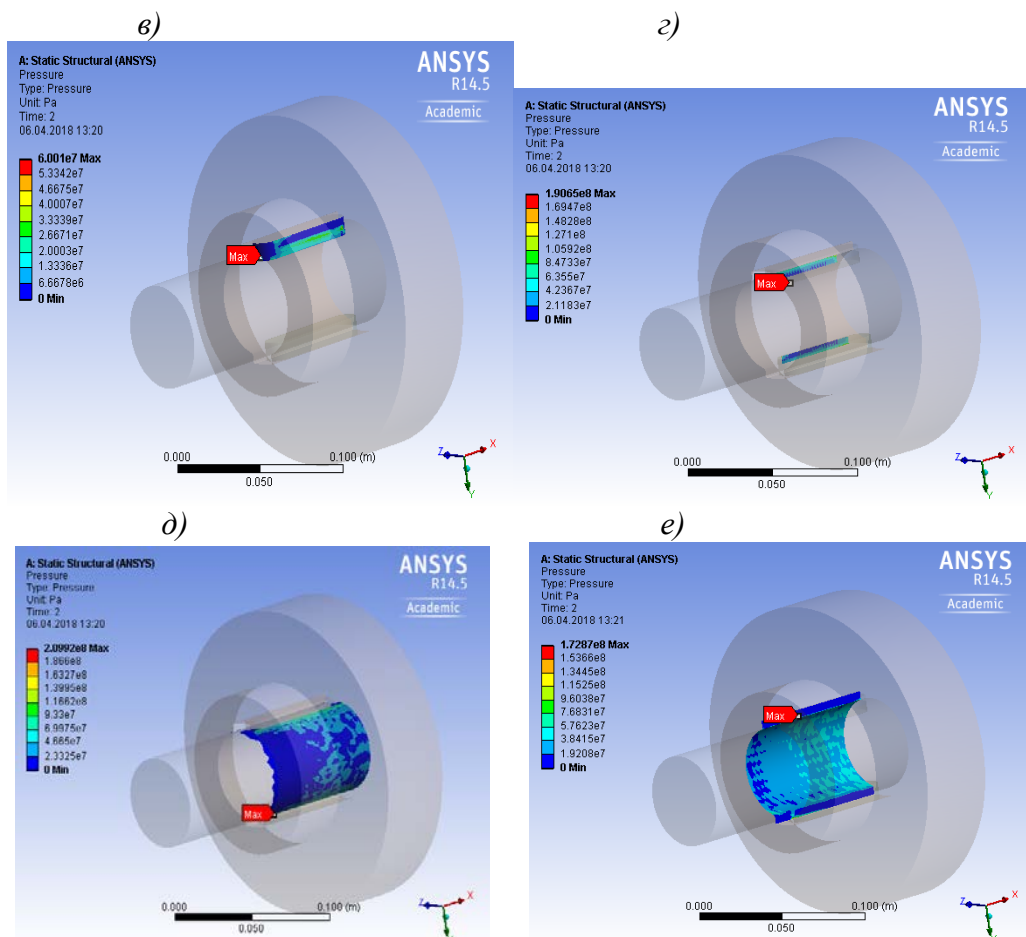 в)
A: Static Structural (ANSYS)
Pressure
Type: Pressure
Unit: Pa
Time: 2
06.04.2018 13:20
ANSYS
R14.5
Academic
6.001e7 Max
5.3342e7
4.6675e7
4.0007e7
3.3339e7
2.6671e7
2.0003e7
1.3336e7
6.6678e6
0 Min
Max
0.000
0.100 (m)
0.050
Z
X
Y
г)
A: Static Structural (ANSYS)
Pressure
Type: Pressure
Unit: Pa
Time: 2
06.04.2018 13:20
ANSYS
R14.5
Academic
1.9065e8 Max
1.6947e8
1.4828e8
1.271e8
1.0592e8
8.4733e7
6.355e7
4.2367e7
2.1183e7
0 Min
Max
0.000
0.100 (m)
0.050
Z
X
Y
д)
A: Static Structural (ANSYS)
Pressure
Type: Pressure
Unit: Pa
Time: 2
06.04.2018 13:20
ANSYS
R14.5
Academic
2.0992e8 Max
1.866e8
1.6327e8
1.3995e8
1.1662e8
9.33e7
6.9975e7
4.665e7
2.3325e7
0 Min
Max
0.000
0.100 (m)
0.050
Z
X
е)
A: Static Structural (ANSYS)
Pressure
Type: Pressure
Unit: Pa
Time: 2
06.04.2018 13:21
ANSYS
R14.5
Academic
1.7287e8 Max
1.5366e8
1.3445e8
1.1525e8
9.6038e7
7.6831e7
5.7623e7
3.8415e7
1.9208e7
0 Min
Max
0.000
0.100 (m)
0.050
Z
X